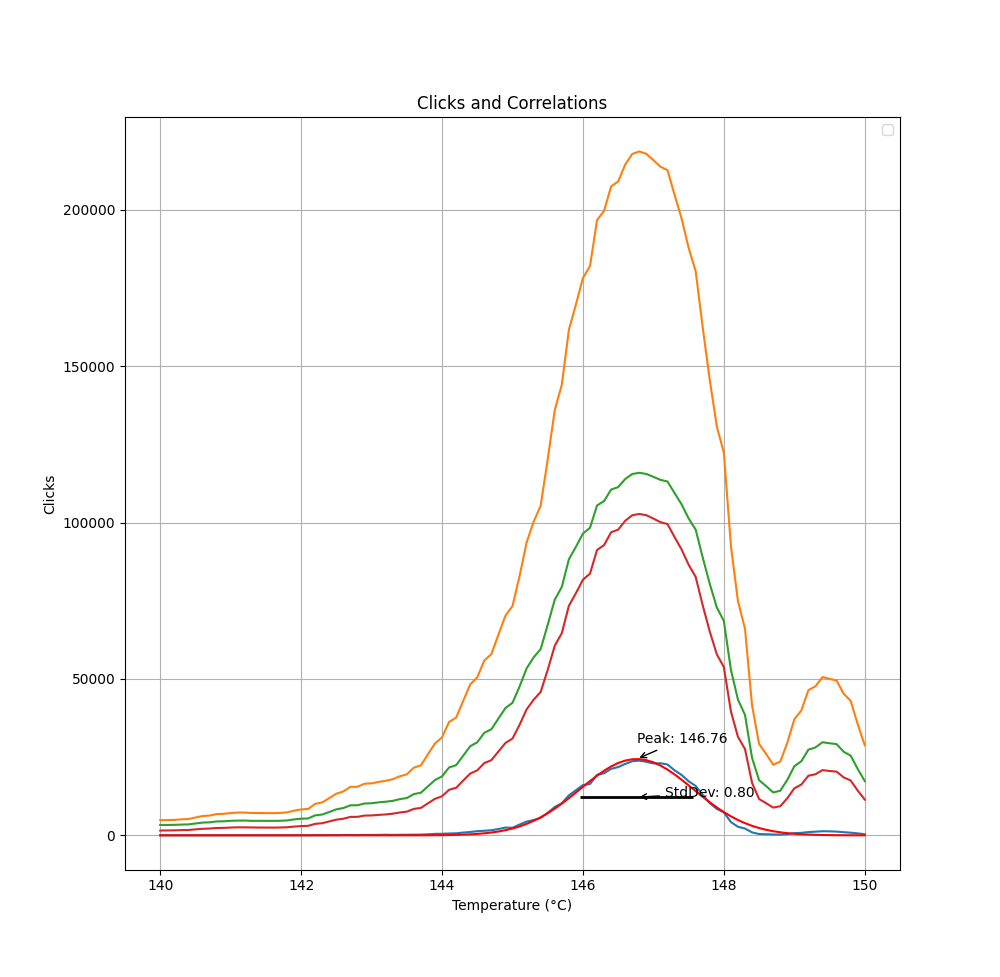 Clicks and Correlations
200000
150000
100000
50000
0
Clicks
Peak: 146.76
StdDev: 0.80
140 142 144 146 148 150
Temperature (°C)